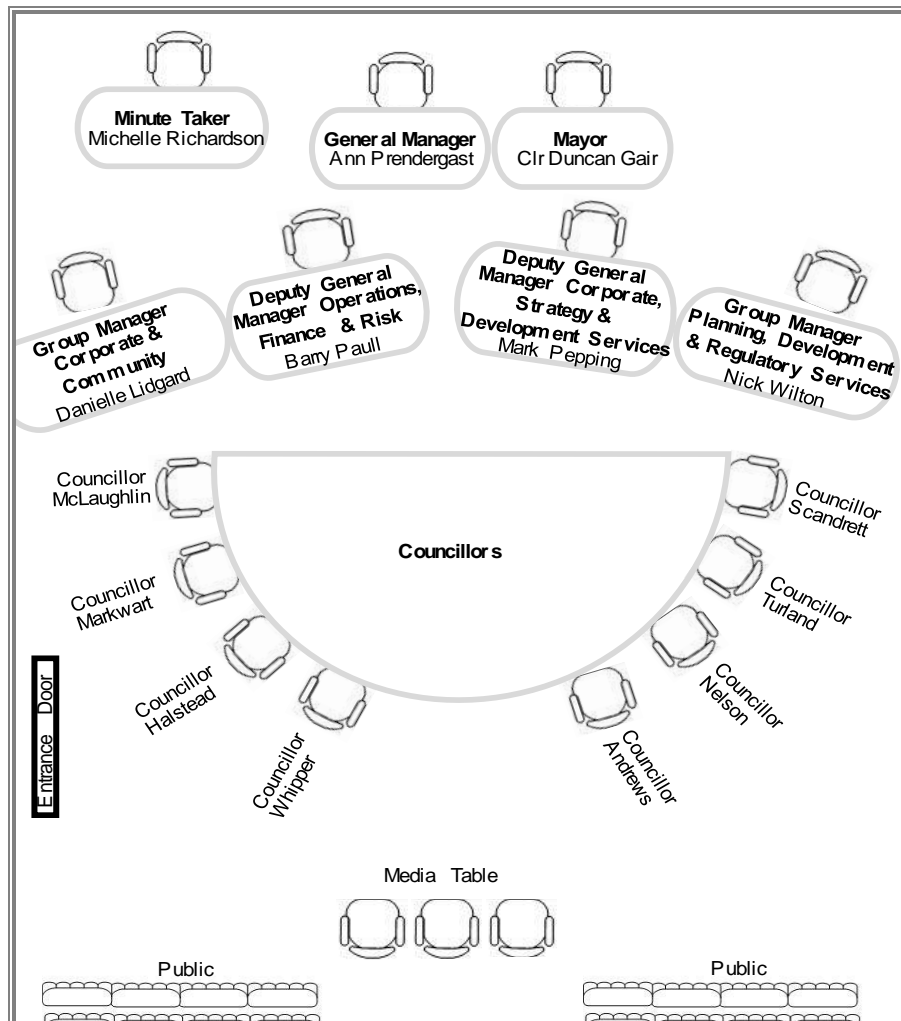 Minute Taker
Michelle Richardson
General Manager
Ann Prendergast
Mayor
Clr Duncan Gair
Group Manager
Corporate &
Community
Danielle Lidgard
Deputy General
Manager Operations,
Finance & Risk
Barry Paull
Deputy General
Manager Corporate,
Strategy &
Development Services
Mark Pepping
Group Manager
Planning, Development
& Regulatory Services
Nick Wilton
Councillor
McLaughlin
Councillor
Scandrett
Councillors
Councillor
Markwart
Councillor
Turland
Councillor
Halstead
Councillor
Nelson
Councillor
Whipper
Councillor
Andrews
Entrance Door
Media Table
Public
Public